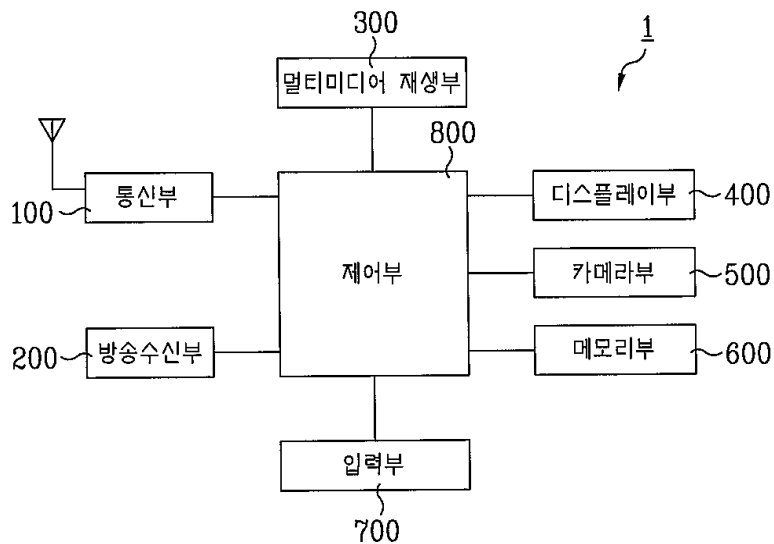 300
1
멀티미디어 재생부
800
통신부
100
디스플레이부
400
제어부
카메라부
500
방송수신부
200
메모리부
600
입력부
700